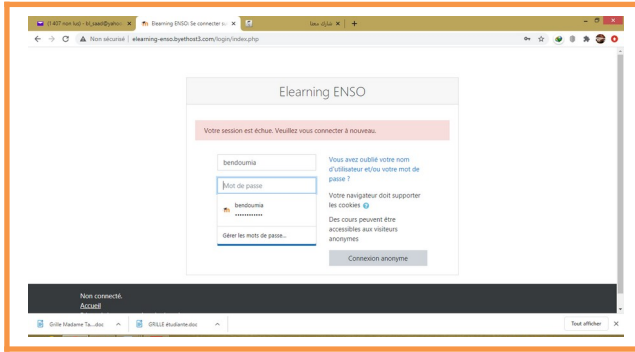 (1 407 non lus) - bl_saad@yahoo.
Elearning ENSO: Se connecter su
Non sécurisé | elearning-enso.byethost3.com/login/index.php
Elearning ENSO
Votre session est échue. Veuillez vous connecter à nouveau.
bendoumia
Mot de passe
bendoumia
••••••••••••
Gérer les mots de passe...
Vous avez oublié votre nom
d'utilisateur et/ou votre mot de
passe ?
Votre navigateur doit supporter
les cookies
Des cours peuvent être
accessibles aux visiteurs
anonymes
Connexion anonyme
Non connecté.
Accueil
Grille Madame Ta....doc
GRILLE étudiante.doc
Tout afficher